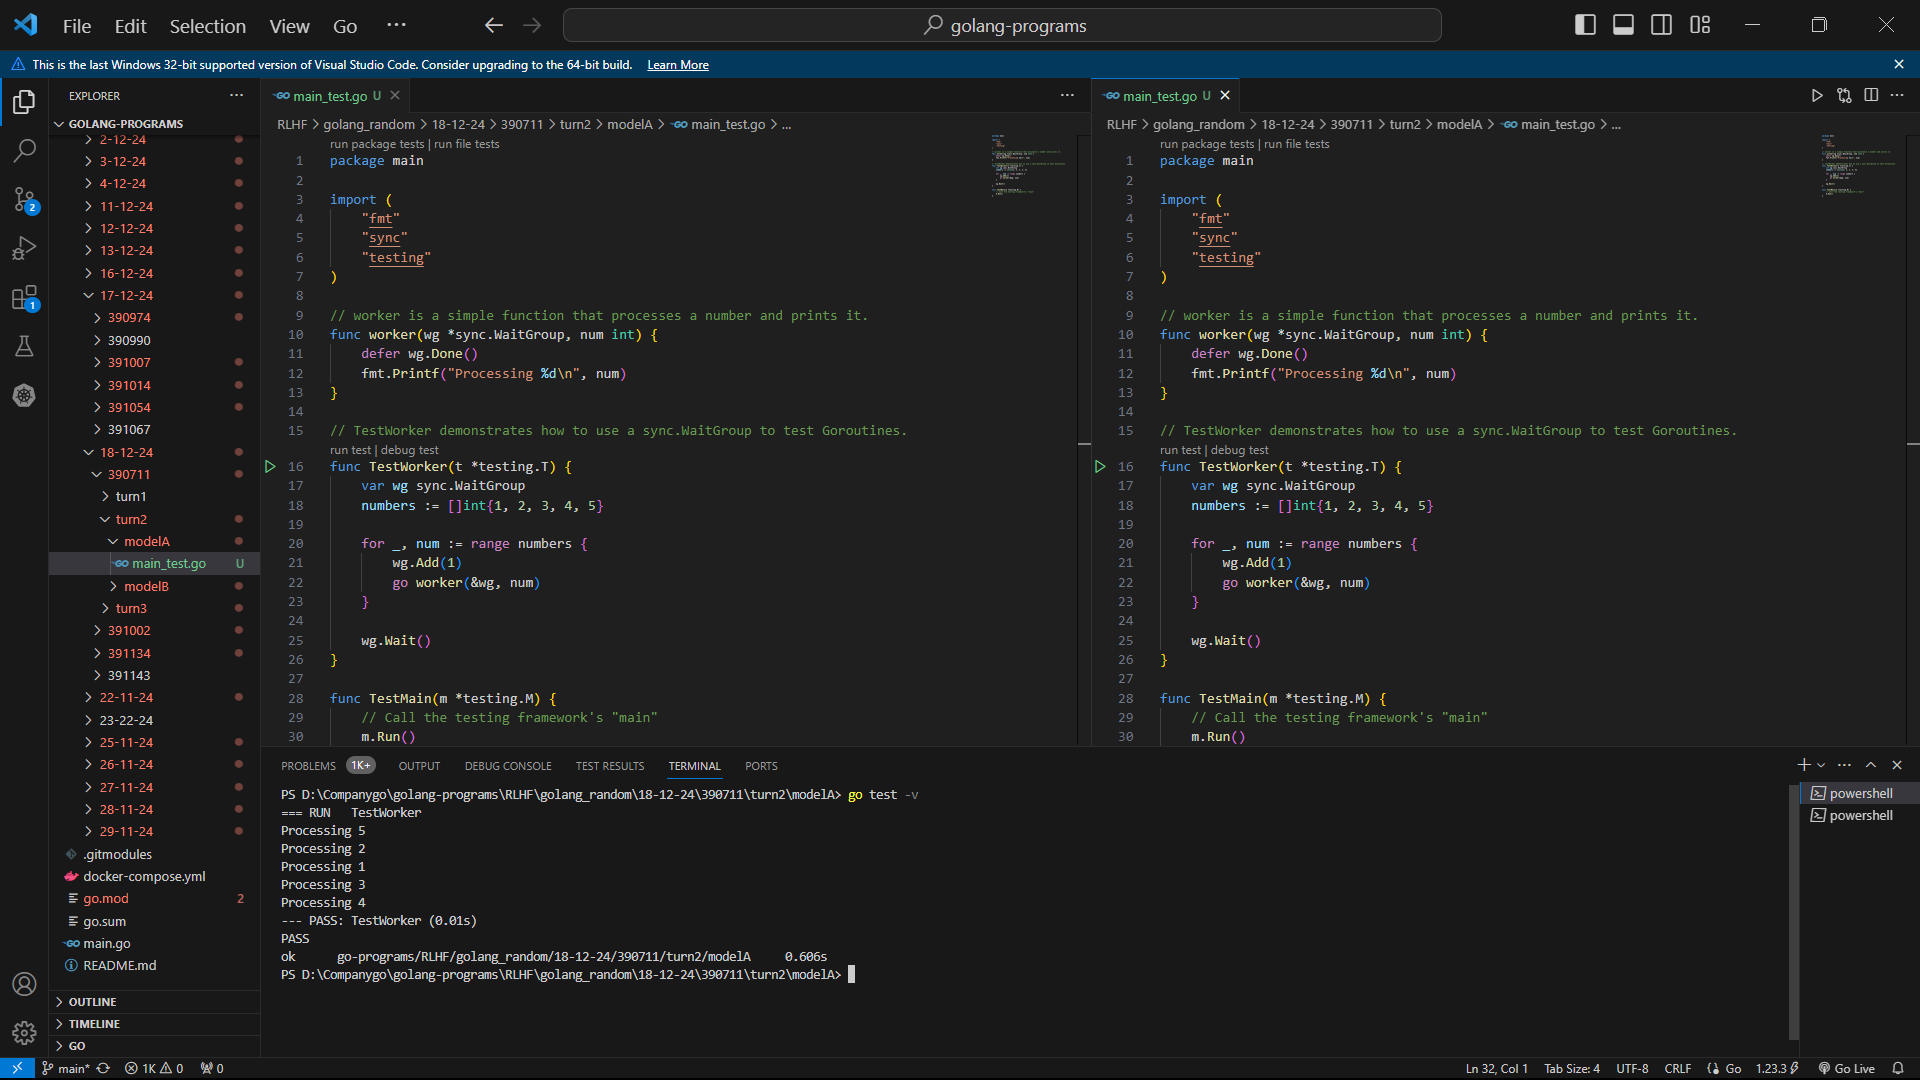 File Edit Selection View Go ...
golang-programs
This is the last Windows 32-bit supported version of Visual Studio Code. Consider upgrading to the 64-bit build. Learn More
EXPLORER
GOLANG-PROGRAMS
2-12-24
3-12-24
4-12-24
11-12-24
12-12-24
13-12-24
16-12-24
17-12-24
390974
390990
391007
391014
391054
391067
18-12-24
390711
turn1
turn2
modelA
main_test.go U
modelB
turn3
391002
391134
391143
22-11-24
23-22-24
25-11-24
26-11-24
27-11-24
28-11-24
29-11-24
.gitmodules
docker-compose.yml
go.mod 2
go.sum
main.go
README.md
OUTLINE
TIMELINE
GO
2
1
main_test.go U
RLHF > golang_random > 18-12-24 > 390711 > turn2 > modelA > main_test.go > ...
run package tests | run file tests
1 package main
2
3 import (
4 "fmt"
5 "sync"
6 "testing"
7 )
8
9 // worker is a simple function that processes a number and prints it.
10 func worker(wg *sync.WaitGroup, num int) {
11 defer wg.Done()
12 fmt.Printf("Processing %d\n", num)
13 }
14
15 // TestWorker demonstrates how to use a sync.WaitGroup to test Goroutines.
run test | debug test
16 func TestWorker(t *testing.T) {
17 var wg sync.WaitGroup
18 numbers := []int{1, 2, 3, 4, 5}
19
20 for _, num := range numbers {
21 wg.Add(1)
22 go worker(&wg, num)
23 }
24
25 wg.Wait()
26 }
27
28 func TestMain(m *testing.M) {
29 // Call the testing framework's "main"
30 m.Run()
main_test.go U
RLHF > golang_random > 18-12-24 > 390711 > turn2 > modelA > main_test.go > ...
run package tests | run file tests
1 package main
2
3 import (
4 "fmt"
5 "sync"
6 "testing"
7 )
8
9 // worker is a simple function that processes a number and prints it.
10 func worker(wg *sync.WaitGroup, num int) {
11 defer wg.Done()
12 fmt.Printf("Processing %d\n", num)
13 }
14
15 // TestWorker demonstrates how to use a sync.WaitGroup to test Goroutines.
run test | debug test
16 func TestWorker(t *testing.T) {
17 var wg sync.WaitGroup
18 numbers := []int{1, 2, 3, 4, 5}
19
20 for _, num := range numbers {
21 wg.Add(1)
22 go worker(&wg, num)
23 }
24
25 wg.Wait()
26 }
27
28 func TestMain(m *testing.M) {
29 // Call the testing framework's "main"
30 m.Run()
PROBLEMS 1K+ OUTPUT DEBUG CONSOLE TEST RESULTS TERMINAL PORTS
PS D:\Companygo\golang-programs\RLHF\golang_random\18-12-24\390711\turn2\modelA> go test -v
=== RUN TestWorker
Processing 5
Processing 2
Processing 1
Processing 3
Processing 4
--- PASS: TestWorker (0.01s)
PASS
ok go-programs/RLHF/golang_random/18-12-24/390711/turn2/modelA 0.606s
PS D:\Companygo\golang-programs\RLHF\golang_random\18-12-24\390711\turn2\modelA>
powershell
powershell
main* 1K 0 0 Ln 32, Col 1 Tab Size: 4 UTF-8 CRLF Go 1.23.3 Go Live